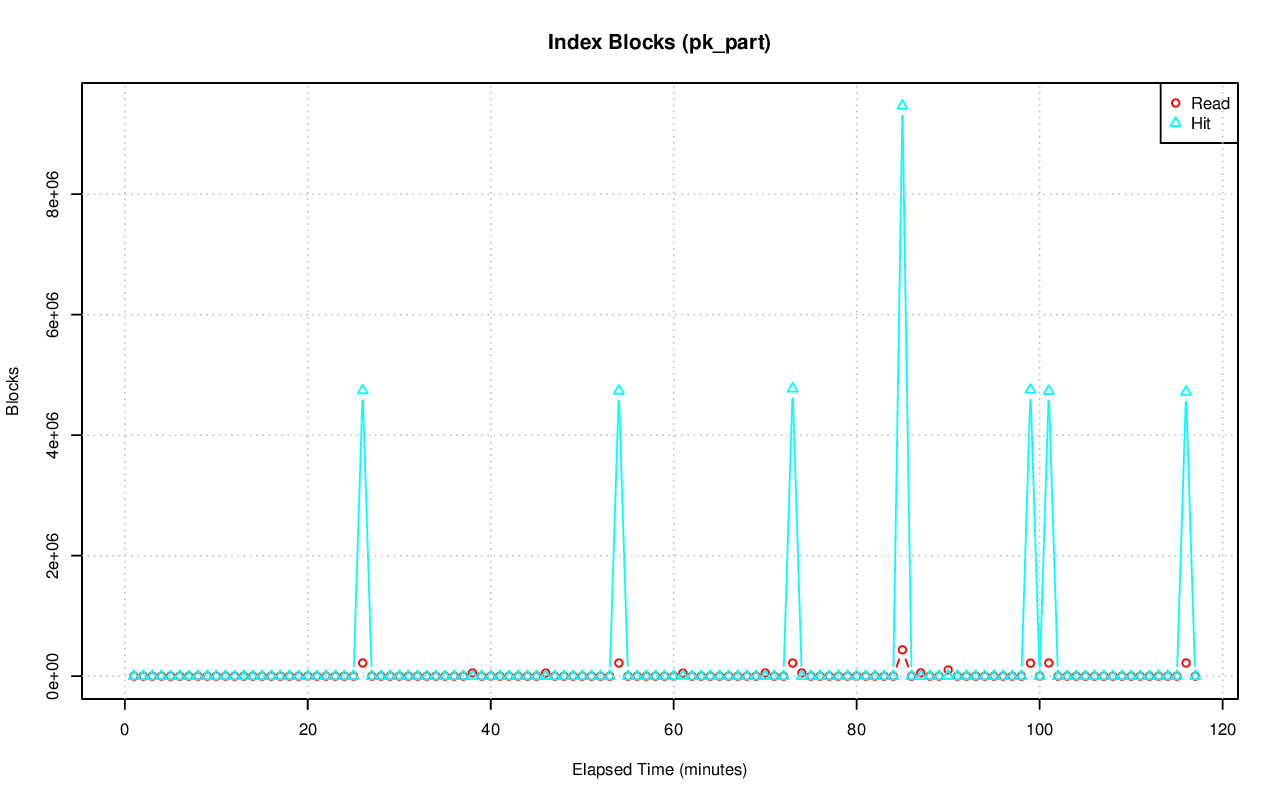 Index Blocks (pk_part)
Read
Hit
Blocks
8e+06
6e+06
4e+06
2e+06
0e+00
0 20 40 60 80 100 120
Elapsed Time (minutes)